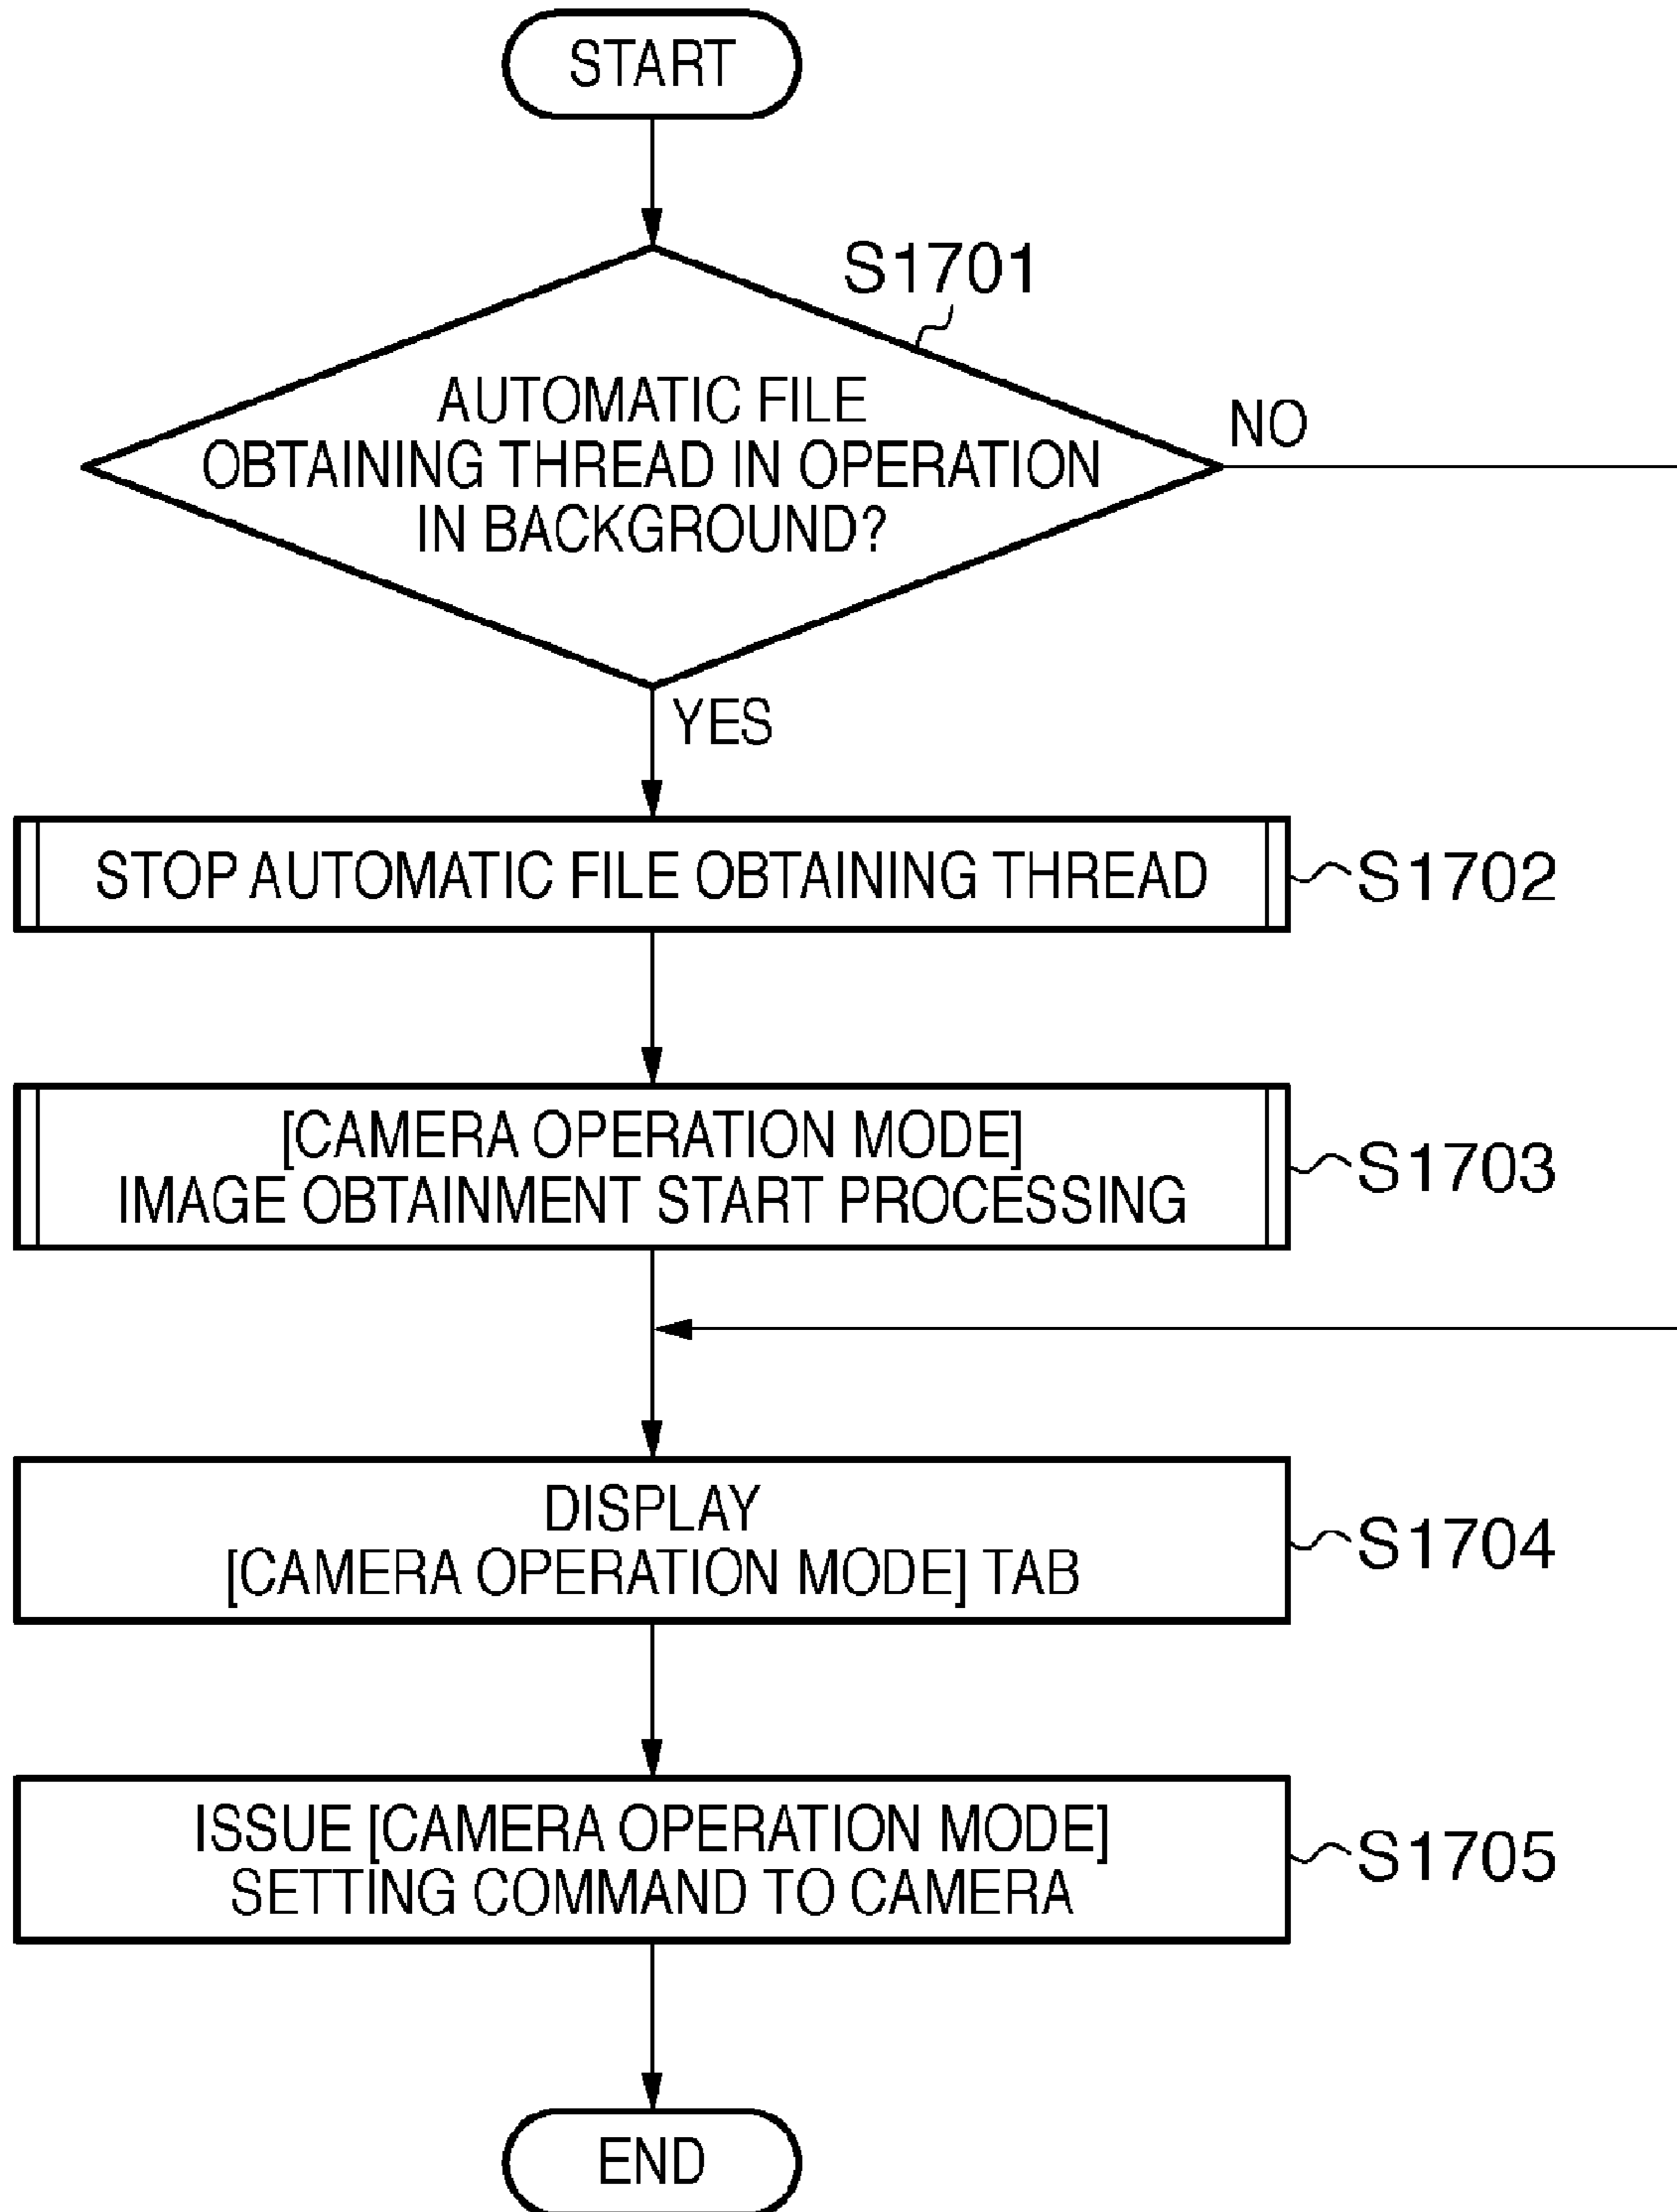 START
S1701
AUTOMATIC FILE
OBTAINING THREAD IN OPERATION
IN BACKGROUND?
NO
YES
STOP AUTOMATIC FILE OBTAINING THREAD
S1702
[CAMERA OPERATION MODE]
IMAGE OBTAINMENT START PROCESSING
S1703
DISPLAY
[CAMERA OPERATION MODE] TAB
S1704
ISSUE [CAMERA OPERATION MODE]
SETTING COMMAND TO CAMERA
S1705
END